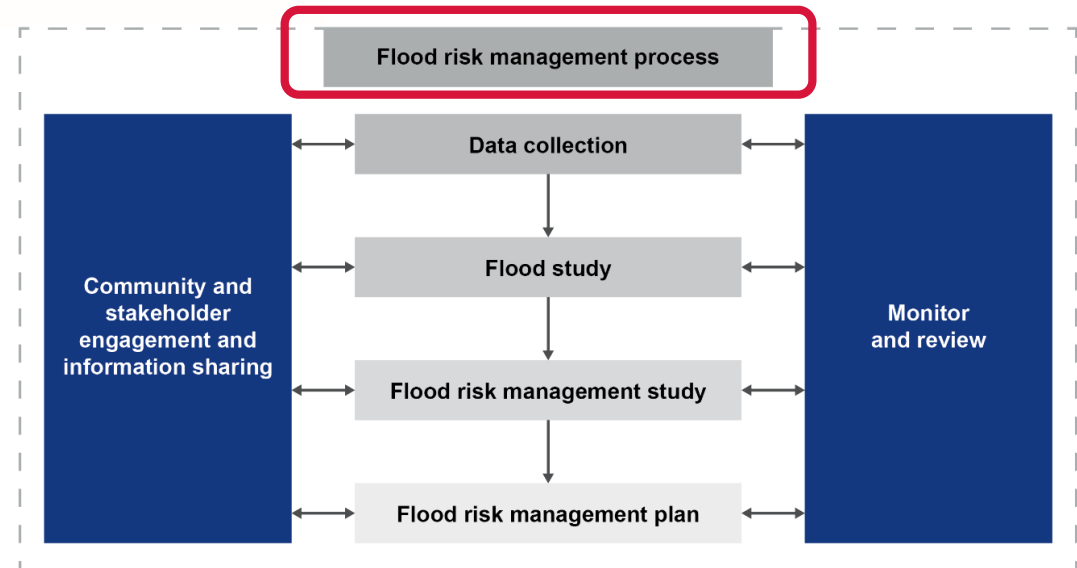 Flood risk management process
Data collection
Flood study
Community and
stakeholder
engagement and
information sharing
Monitor
and review
Flood risk management study
Flood risk management plan